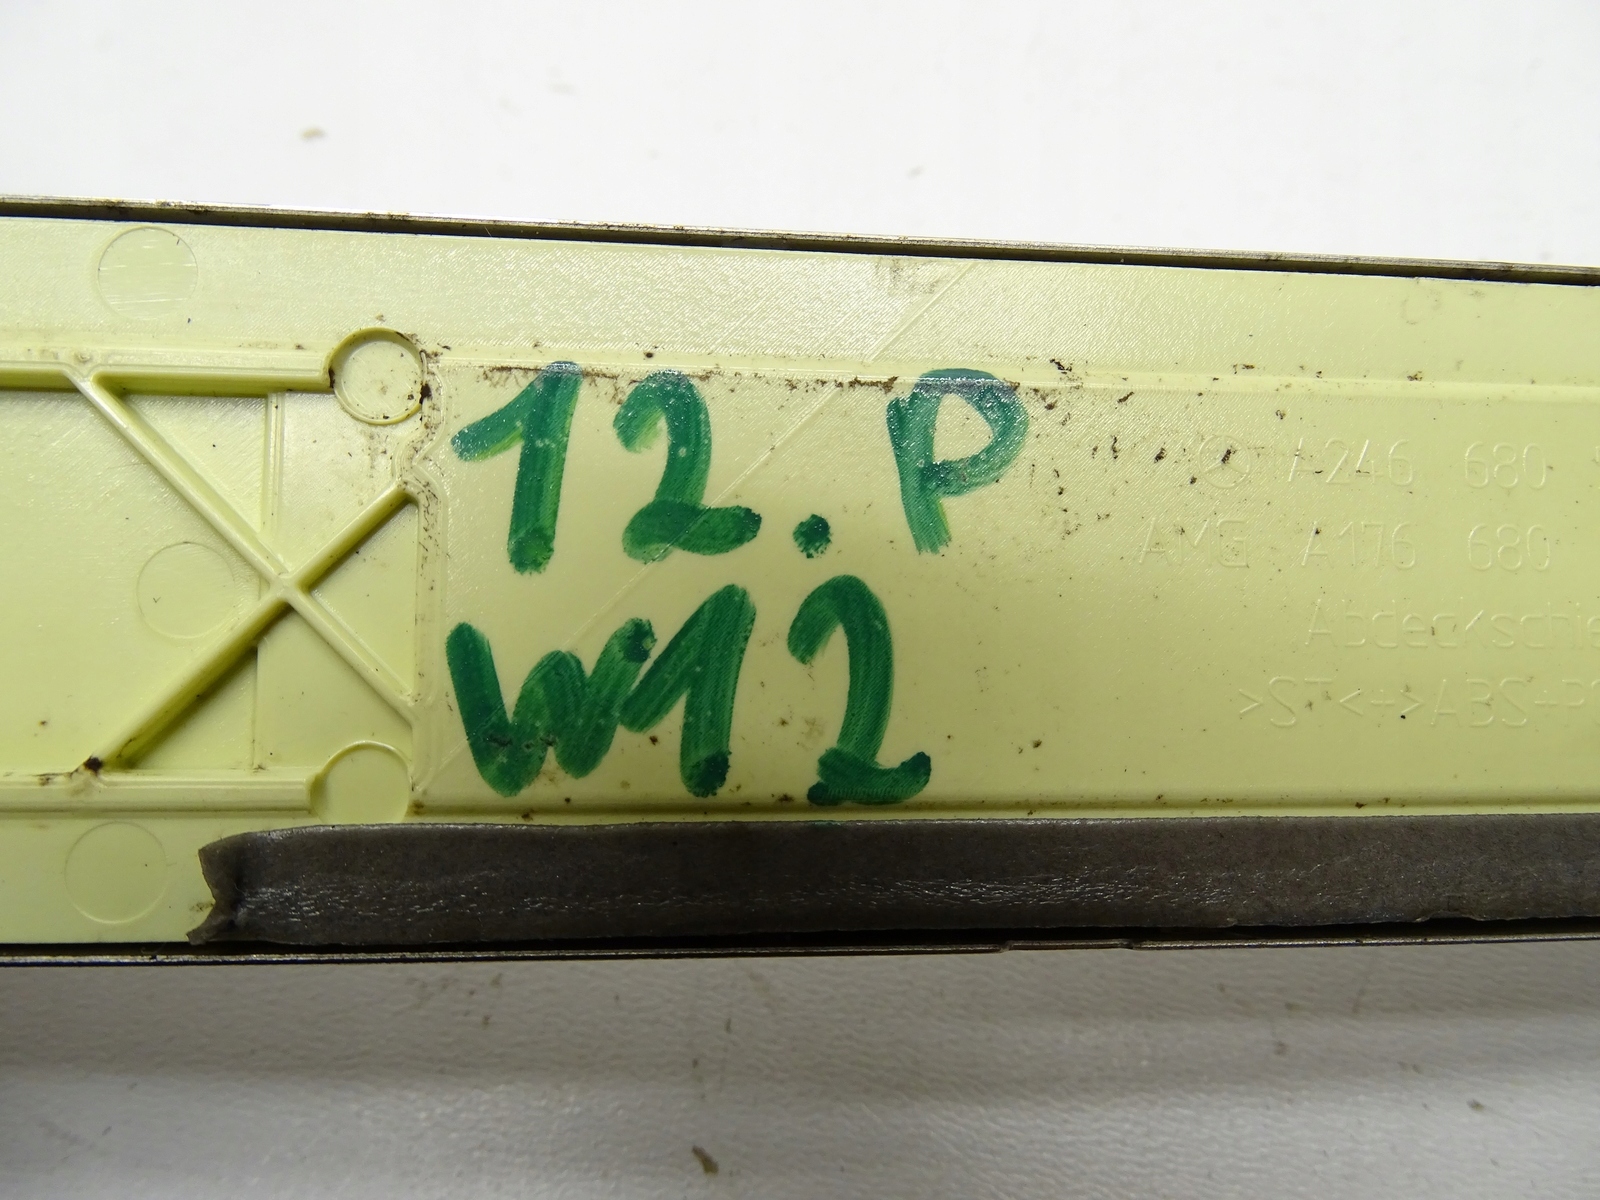 12.P
W12
A246 680
AMG A176 680
Abdeckschie
>ST<+>ABS+P